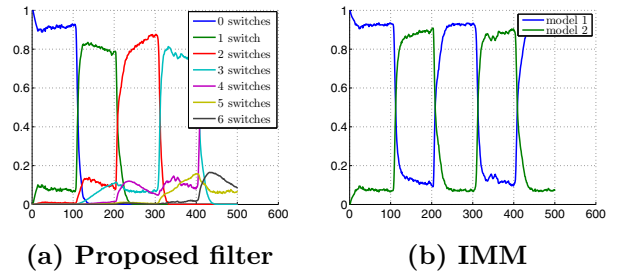 1
0.8
0.6
0.4
0.2
0
0 100 200 300 400 500 600
0 switches
1 switch
2 switches
3 switches
4 switches
5 switches
6 switches
(a) Proposed filter
1
0.8
0.6
0.4
0.2
0
0 100 200 300 400 500 600
model 1
model 2
(b) IMM